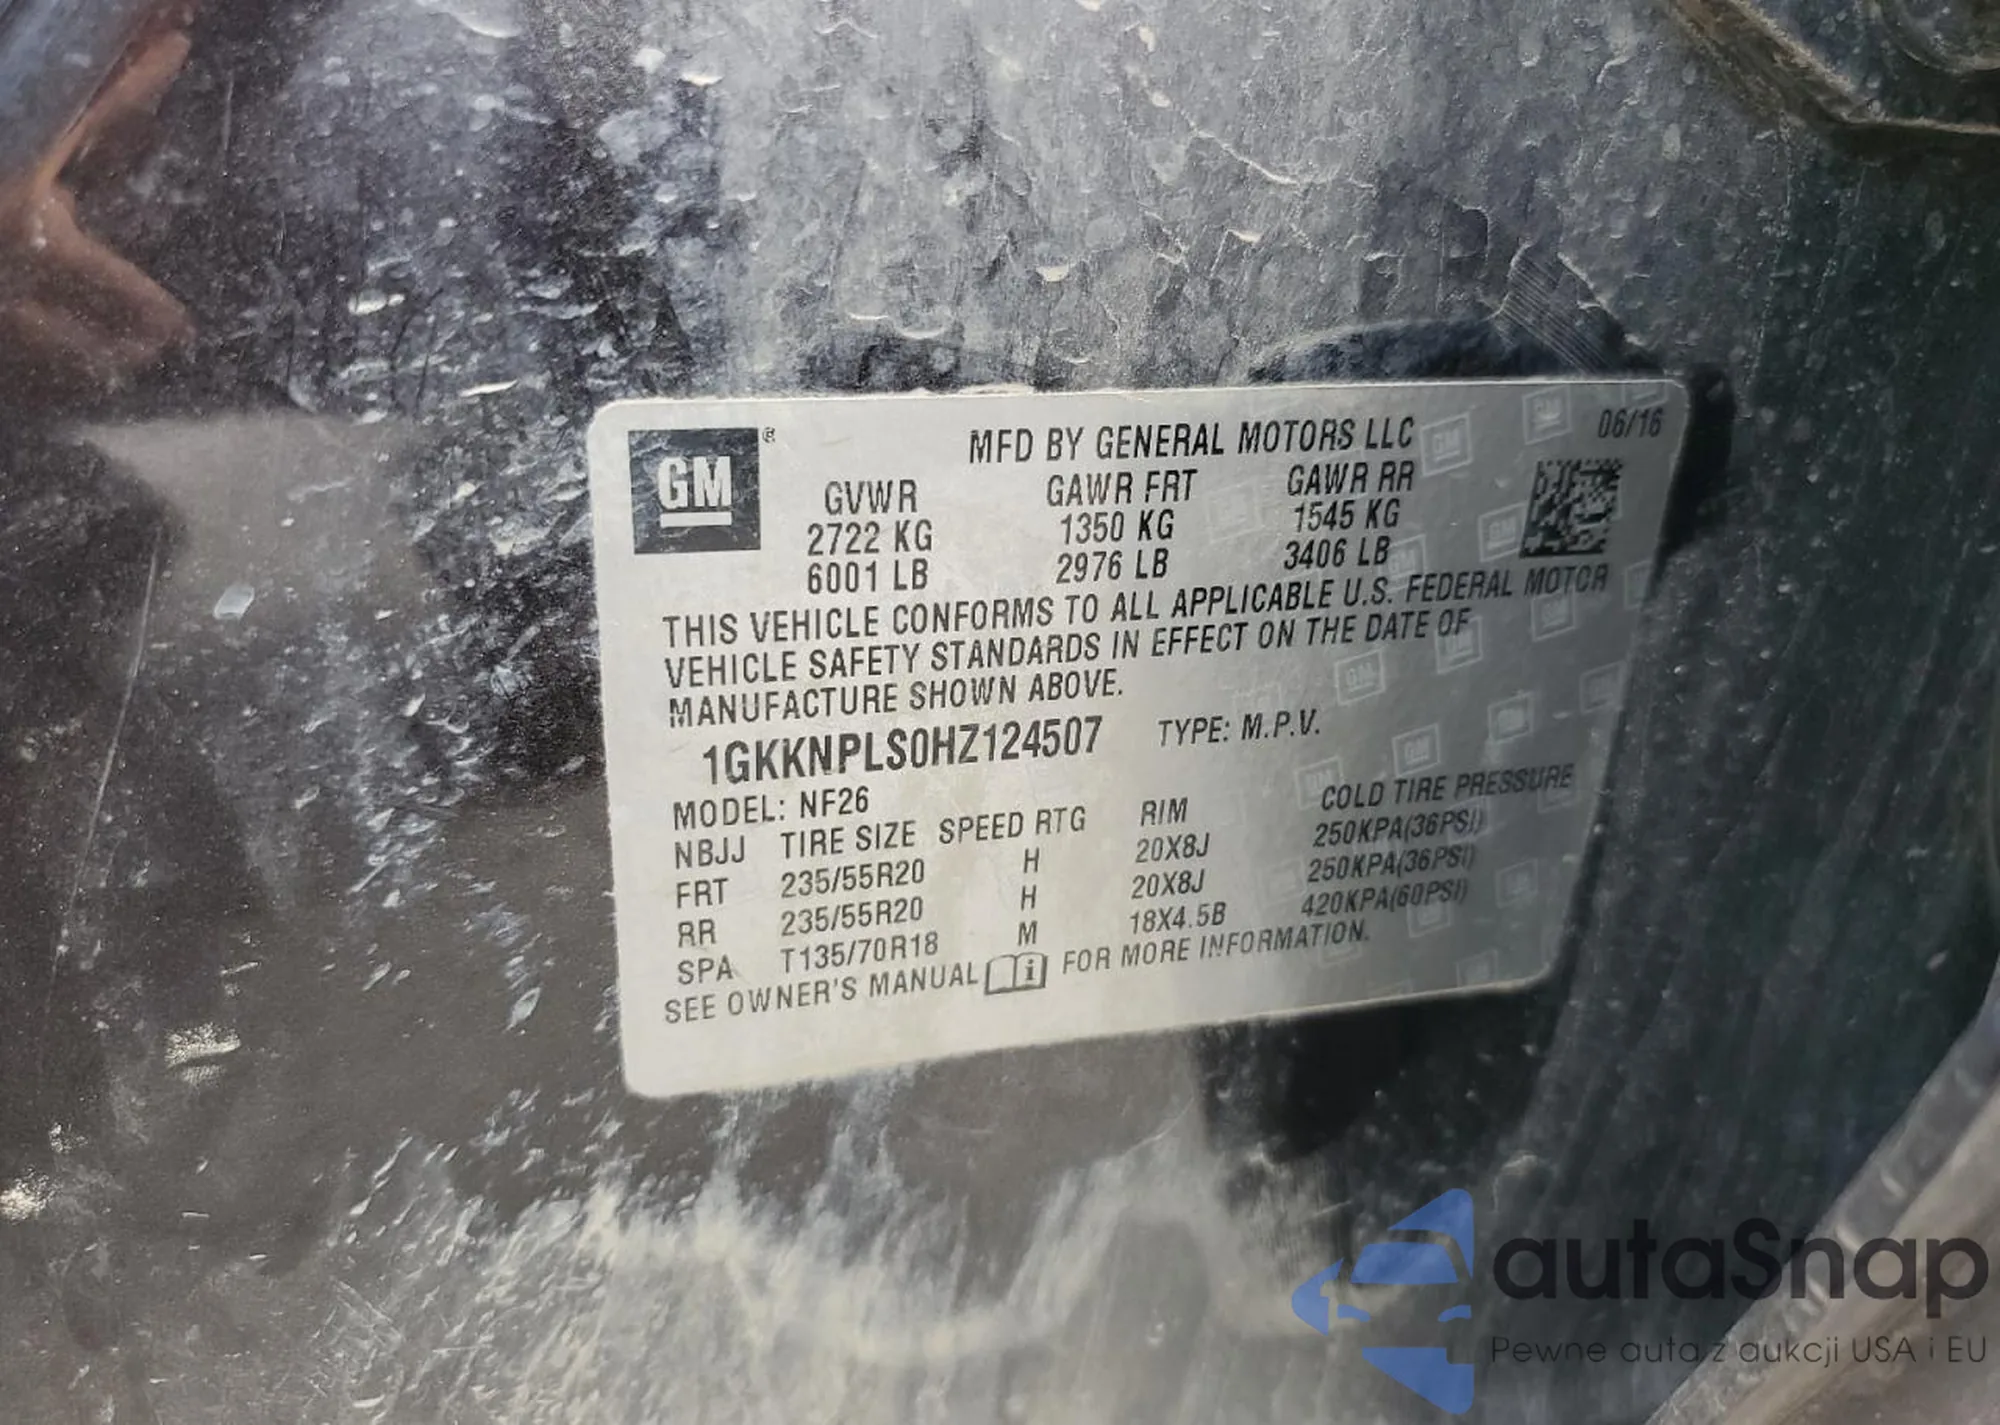 GM ®
MFD BY GENERAL MOTORS LLC 06/16
GVWR GAWR FRT GAWR RR
2722 KG 1350 KG 1545 KG
6001 LB 2976 LB 3406 LB
THIS VEHICLE CONFORMS TO ALL APPLICABLE U.S. FEDERAL MOTOR
VEHICLE SAFETY STANDARDS IN EFFECT ON THE DATE OF
MANUFACTURE SHOWN ABOVE.
1GKKNPLS0HZ124507 TYPE: M.P.V.
MODEL: NF26
NBJJ TIRE SIZE SPEED RTG RIM COLD TIRE PRESSURE
FRT 235/55R20 H 20X8J 250KPA(36PSI)
RR 235/55R20 H 20X8J 250KPA(36PSI)
SPA T135/70R18 M 18X4.5B 420KPA(60PSI)
SEE OWNER'S MANUAL i FOR MORE INFORMATION.
autaSnap
Pewne auta z aukcji USA i EU